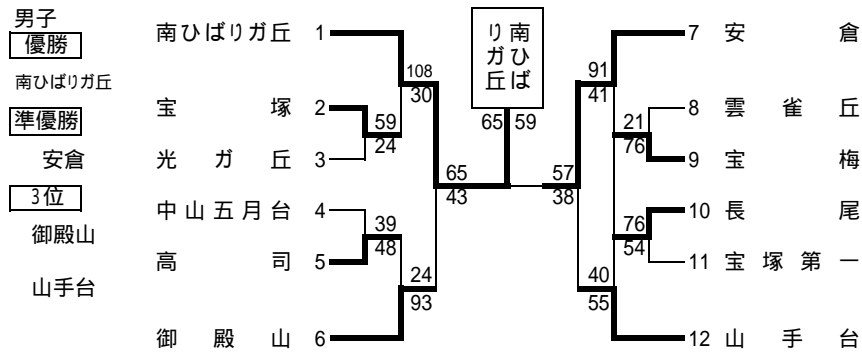 男子
優勝
南ひばりガ丘
準優勝
安倉
3位
御殿山
山手台
南ひばりガ丘 1
宝塚 2
光ガ丘 3
中山五月台 4
高司 5
御殿山 6
108
30
59
24
39
48
24
93
65
43
南ひば
りガ丘
65 59
57
38
91
41
21
76
76
54
40
55
7 安倉
8 雲雀丘
9 宝梅
10 長尾
11 宝塚第一
12 山手台